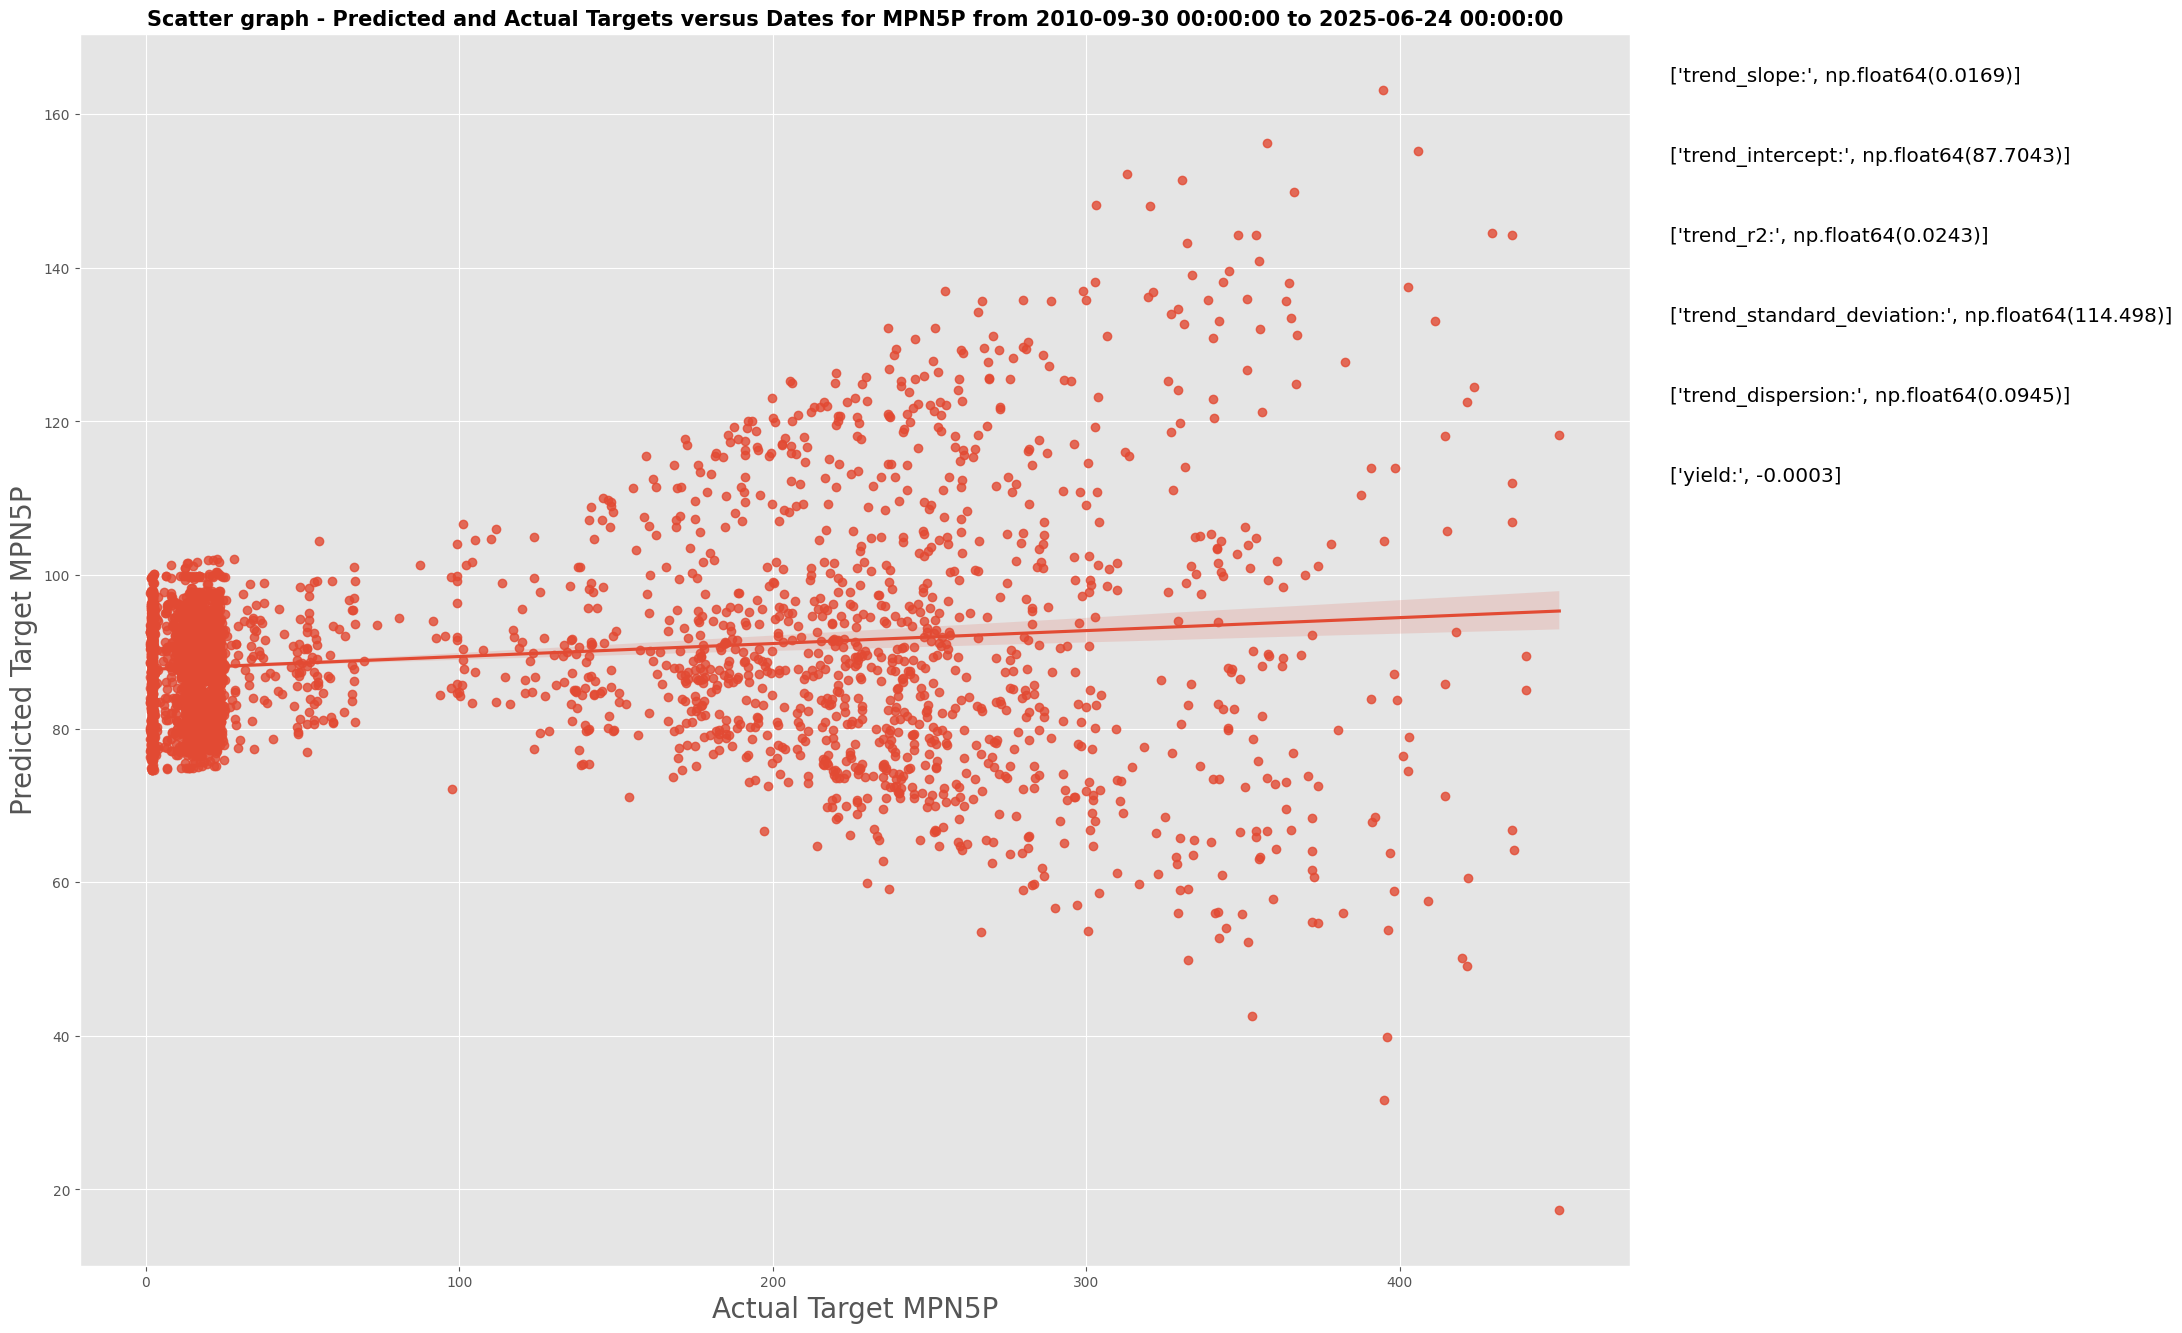 Scatter graph - Predicted and Actual Targets versus Dates for MPN5P from 2010-09-30 00:00:00 to 2025-06-24 00:00:00
['trend_slope:', np.float64(0.0169)]
['trend_intercept:', np.float64(87.7043)]
['trend_r2:', np.float64(0.0243)]
['trend_standard_deviation:', np.float64(114.498)]
['trend_dispersion:', np.float64(0.0945)]
['yield:', -0.0003]
Predicted Target MPN5P
160
140
120
100
80
60
40
20
0
100
200
300
400
Actual Target MPN5P